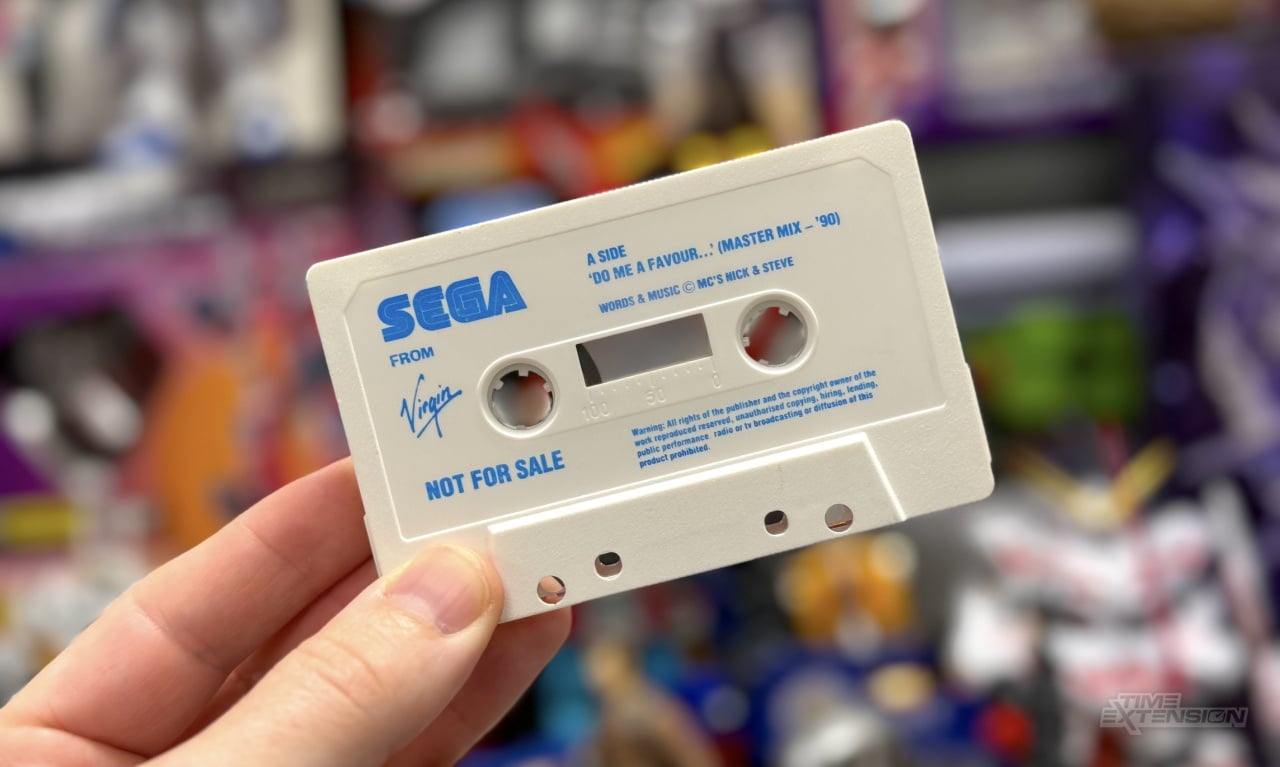 SEGA
FROM
Virgin
NOT FOR SALE
A SIDE
'DO ME A FAVOUR...' (MASTER MIX – '90)
WORDS & MUSIC © MC'S NICK & STEVE
100 50 0
Warning: All rights of the publisher and the copyright owner of the
work reproduced reserved, unauthorised copying, hiring, lending,
public performance radio or tv broadcasting or diffusion of this
product prohibited.
TIME
EXTENSION